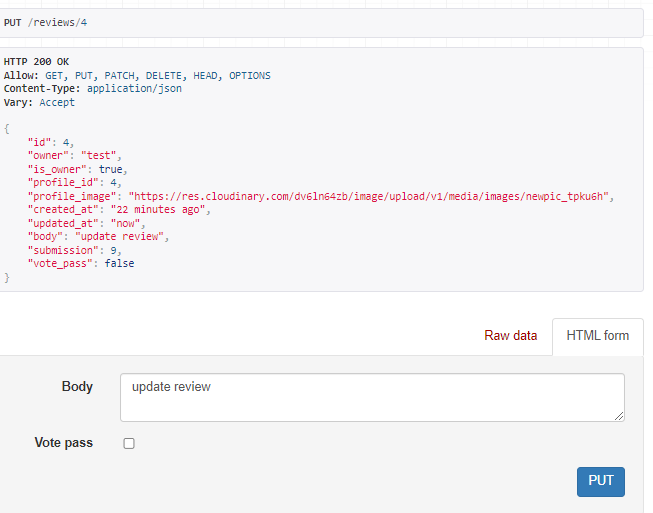 PUT /reviews/4
HTTP 200 OK
Allow: GET, PUT, PATCH, DELETE, HEAD, OPTIONS
Content-Type: application/json
Vary: Accept
{
    "id": 4,
    "owner": "test",
    "is_owner": true,
    "profile_id": 4,
    "profile_image": "https://res.cloudinary.com/dv6ln64zb/image/upload/v1/media/images/newpic_tpku6h",
    "created_at": "22 minutes ago",
    "updated_at": "now",
    "body": "update review",
    "submission": 9,
    "vote_pass": false
}
Raw data
HTML form
Body
update review
Vote pass
PUT